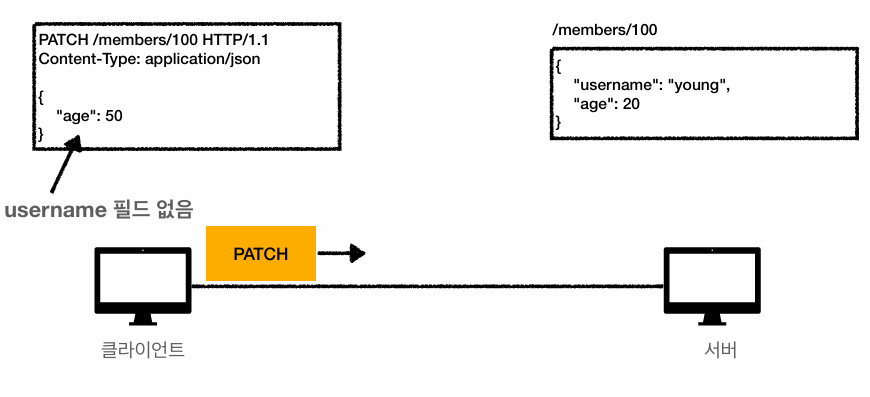 PATCH /members/100 HTTP/1.1
Content-Type: application/json
{
"age": 50
}
username 필드 없음
/members/100
{
"username": "young",
"age": 20
}
PATCH
클라이언트
서버